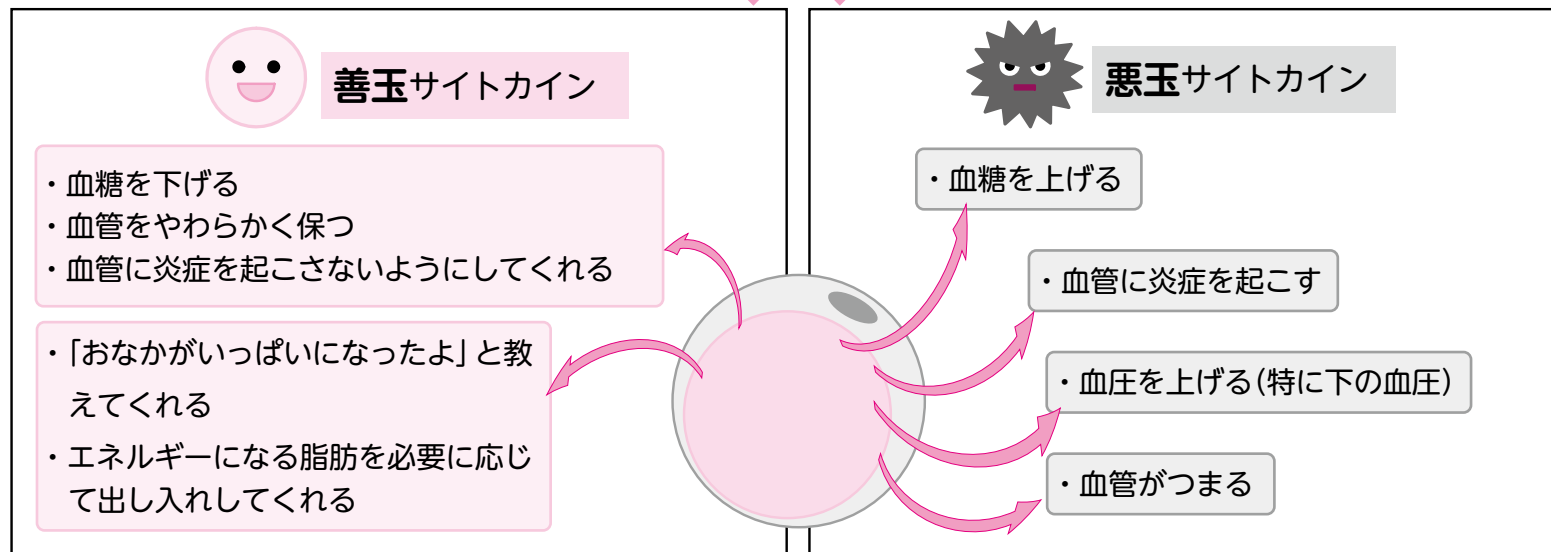 善玉サイトカイン
・血糖を下げる
・血管をやわらかく保つ
・血管に炎症を起こさないようにしてくれる
・「おなかがいっぱいになったよ」と教
えてくれる
・エネルギーになる脂肪を必要に応じ
て出し入れしてくれる
悪玉サイトカイン
・血糖を上げる
・血管に炎症を起こす
・血圧を上げる(特に下の血圧)
・血管がつまる